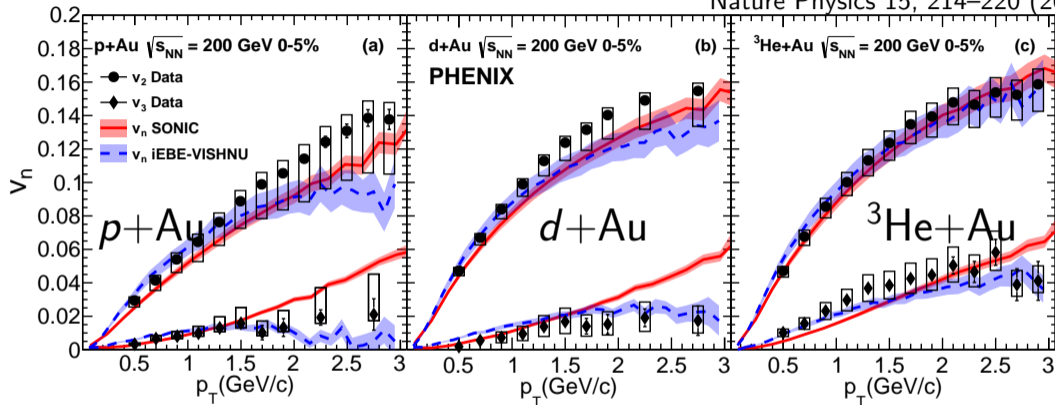 Nature Physics 15, 214–220 (20
p+Au √sNN = 200 GeV 0-5% (a)
v2 Data
v3 Data
vn SONIC
vn iEBE-VISHNU
p+Au
d+Au √sNN = 200 GeV 0-5% (b)
PHENIX
d+Au
³He+Au √sNN = 200 GeV 0-5% (c)
³He+Au
vn
0.2
0.18
0.16
0.14
0.12
0.1
0.08
0.06
0.04
0.02
0
0.5 1 1.5 2 2.5 3
0.5 1 1.5 2 2.5 3
0.5 1 1.5 2 2.5 3
pT(GeV/c)
pT(GeV/c)
pT(GeV/c)